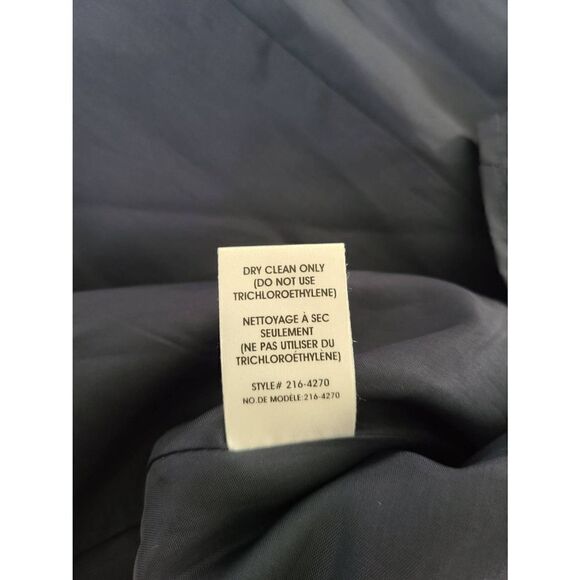 DRY CLEAN ONLY
(DO NOT USE
TRICHLOROETHYLENE)
NETTOYAGE À SEC
SEULEMENT
(NE PAS UTILISER DU
TRICHLOROÉTHYLÈNE)
STYLE# 216-4270
NO.DE MODÈLE:216-4270